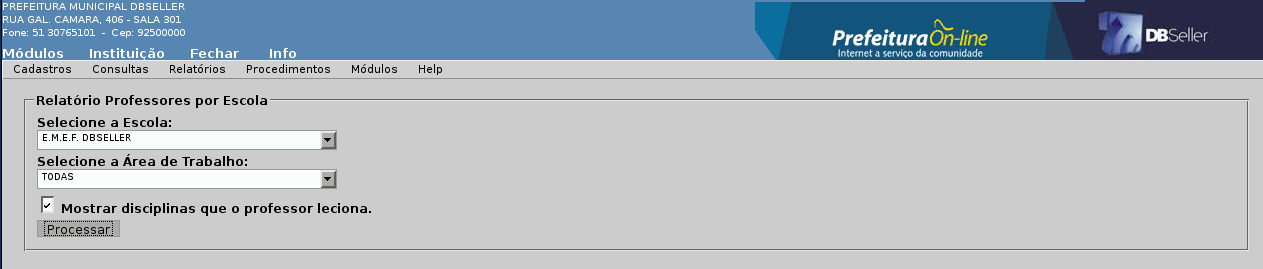 PREFEITURA MUNICIPAL DBSELLER
RUA GAL. CAMARA, 406 - SALA 301
Fone: 51 30765101 - Cep: 92500000
PrefeituraOn-line
Internet a serviço da comunidade
DBSeller
Módulos Instituição Fechar Info
Cadastros Consultas Relatórios Procedimentos Módulos Help
Relatório Professores por Escola
Selecione a Escola:
E.M.E.F. DBSELLER
Selecione a Área de Trabalho:
TODAS
Mostrar disciplinas que o professor leciona.
Processar